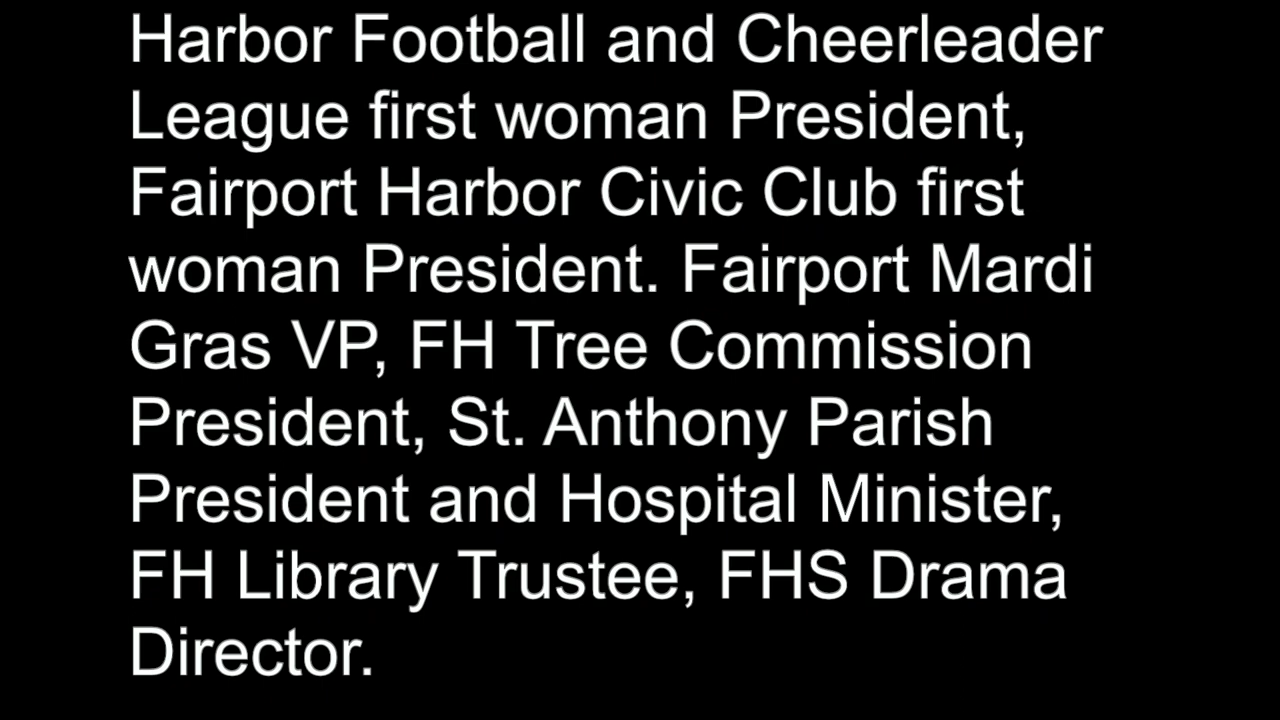 Harbor Football and Cheerleader
League first woman President,
Fairport Harbor Civic Club first
woman President. Fairport Mardi
Gras VP, FH Tree Commission
President, St. Anthony Parish
President and Hospital Minister,
FH Library Trustee, FHS Drama
Director.